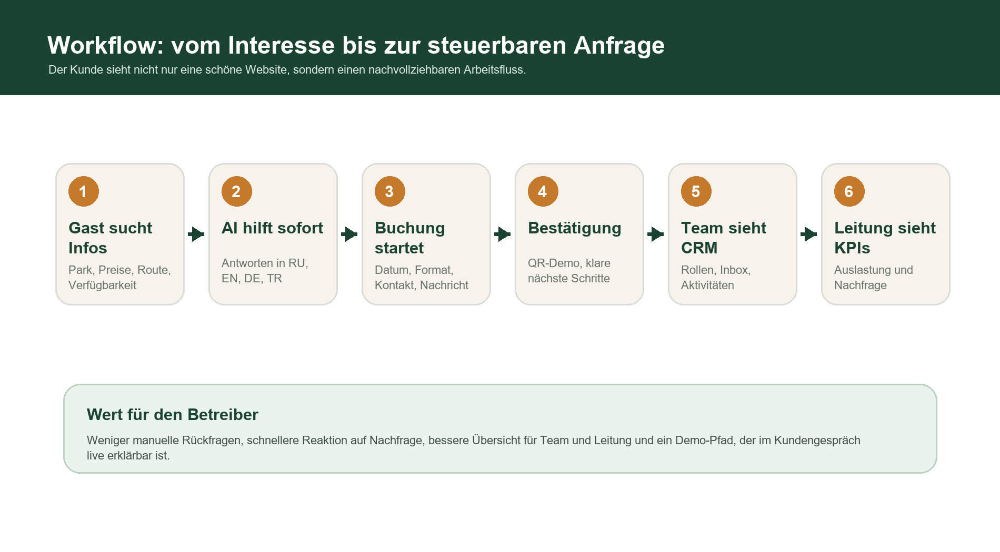 Workflow: vom Interesse bis zur steuerbaren Anfrage
Der Kunde sieht nicht nur eine schöne Website, sondern einen nachvollziehbaren Arbeitsfluss.
1
Gast sucht
Infos
Park, Preise, Route,
Verfügbarkeit
2
AI hilft sofort
Antworten in RU,
EN, DE, TR
3
Buchung
startet
Datum, Format,
Kontakt, Nachricht
4
Bestätigung
QR-Demo, klare
nächste Schritte
5
Team sieht
CRM
Rollen, Inbox,
Aktivitäten
6
Leitung sieht
KPIs
Auslastung und
Nachfrage
Wert für den Betreiber
Weniger manuelle Rückfragen, schnellere Reaktion auf Nachfrage, bessere Übersicht für Team und Leitung und ein Demo-Pfad, der im Kundengespräch
live erklärbar ist.